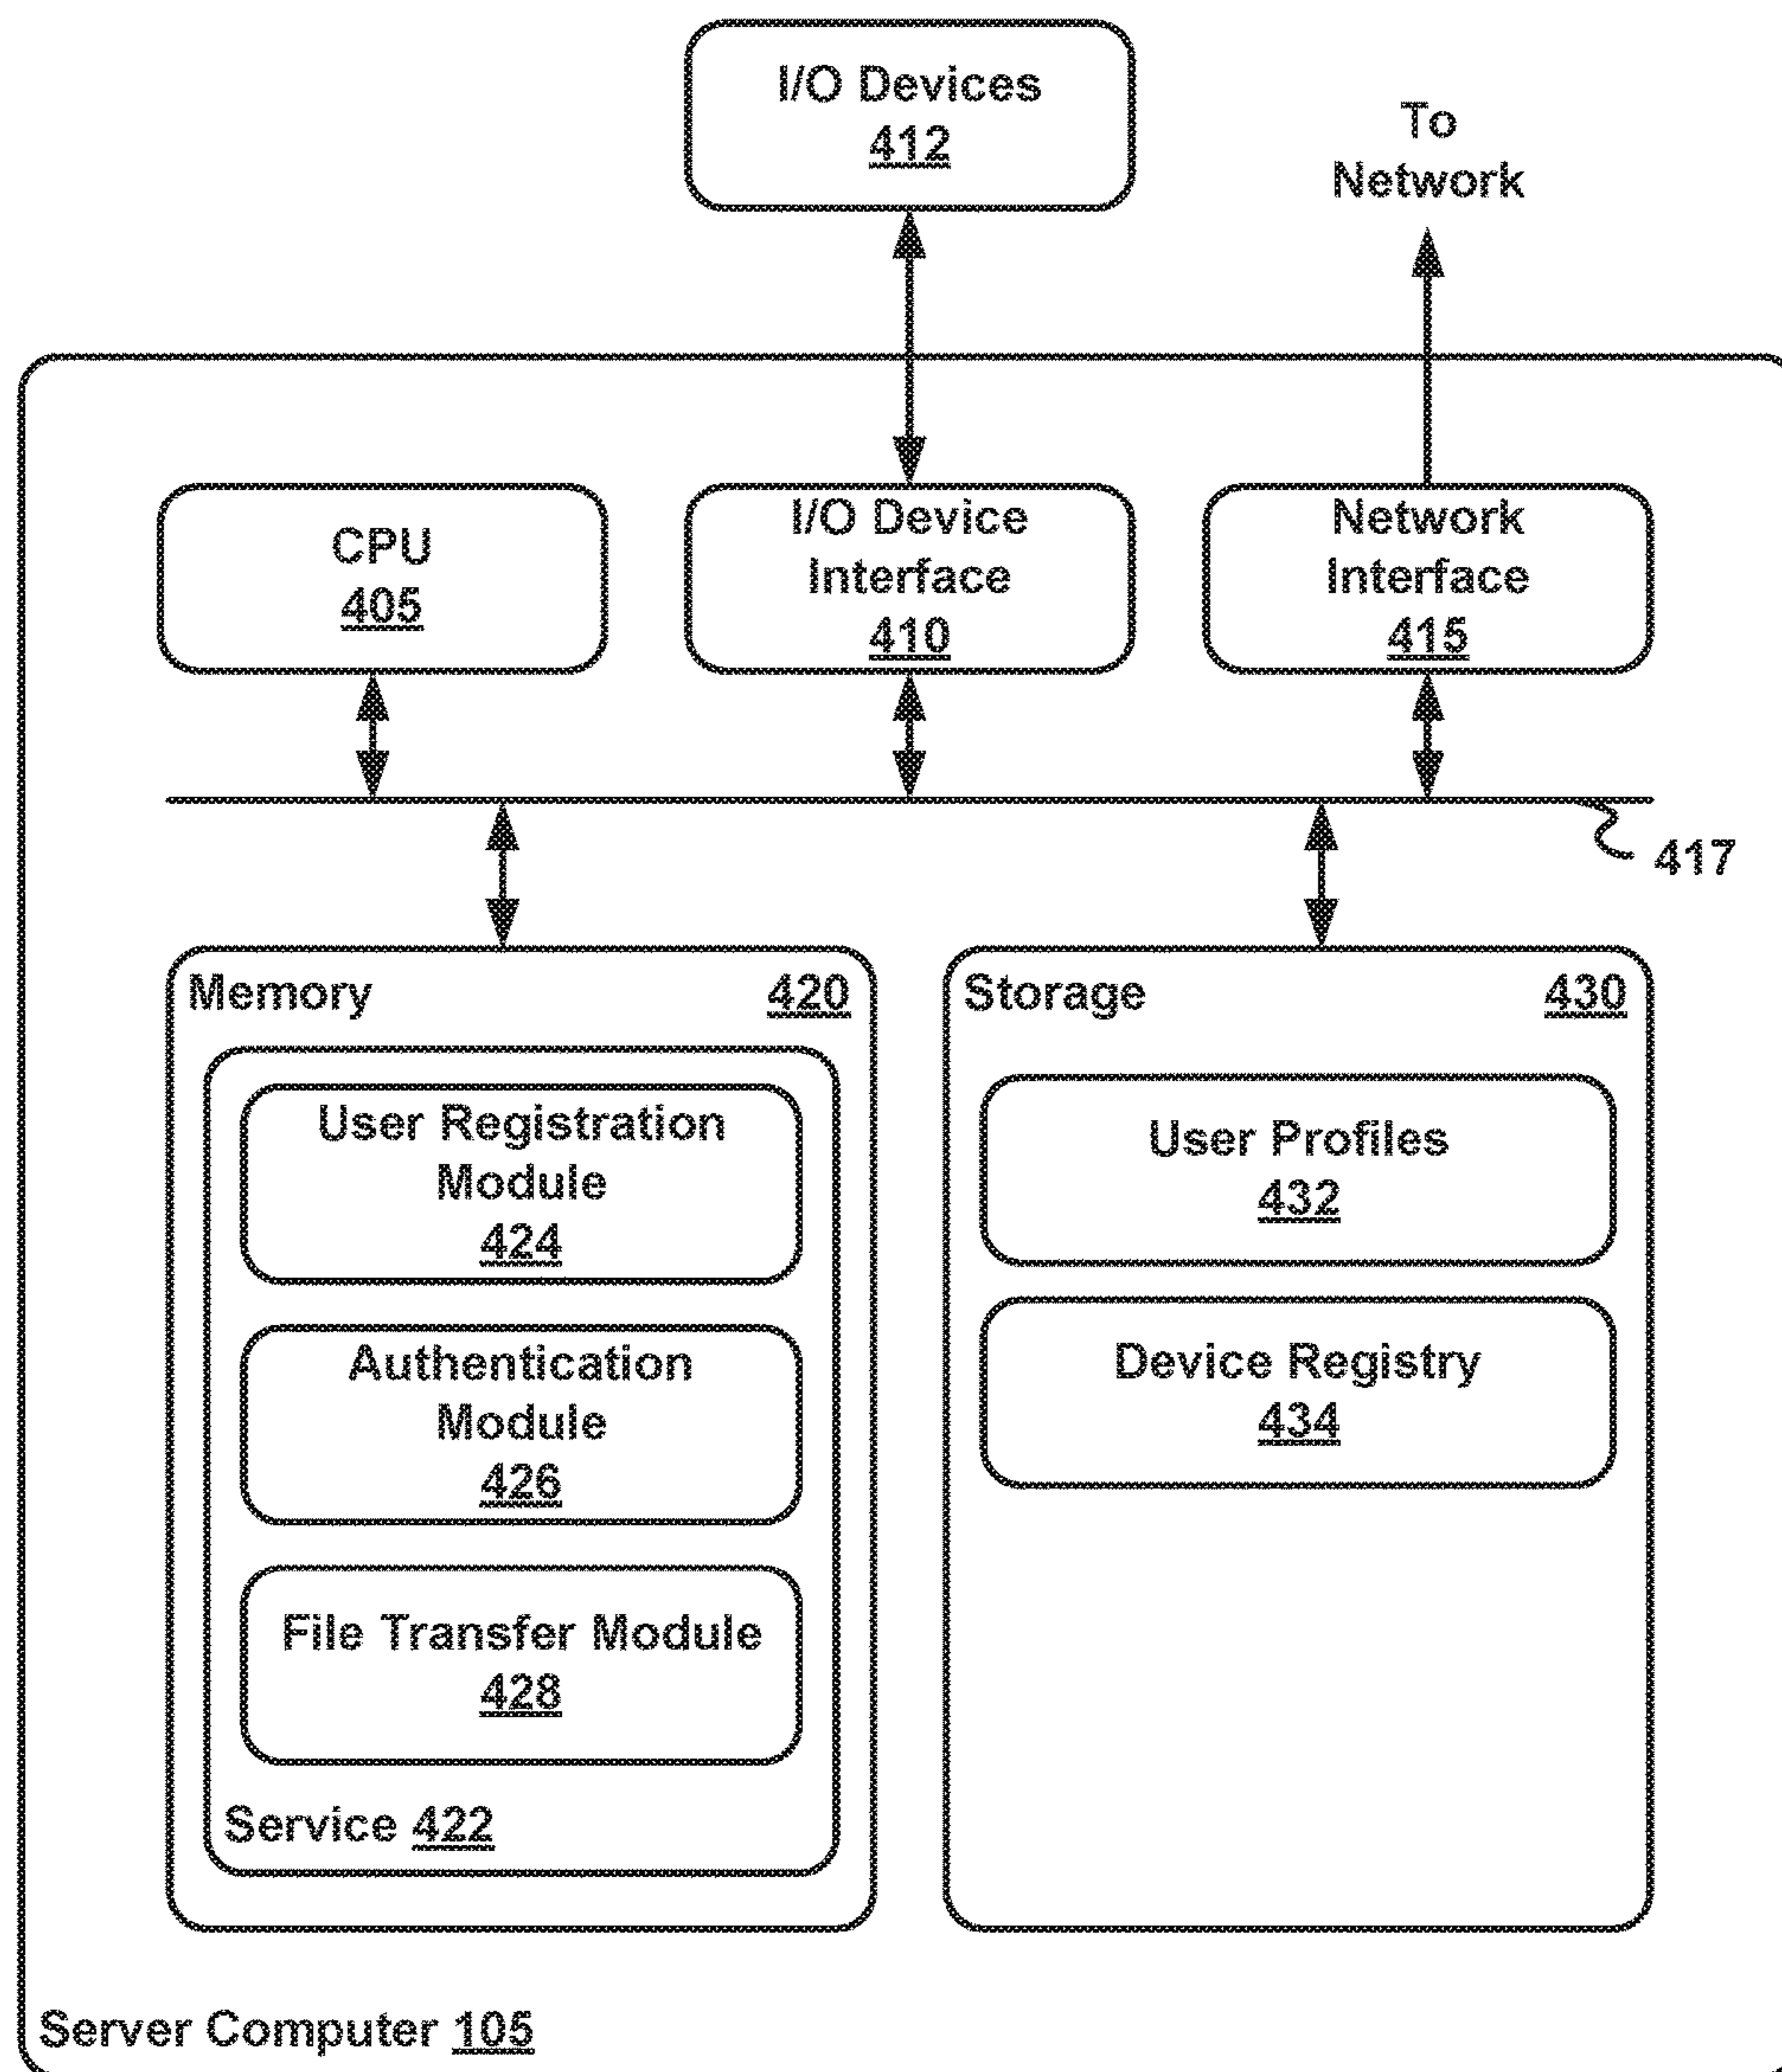 I/O Devices
412
To
Network
CPU
405
I/O Device
Interface
410
Network
Interface
415
417
Memory
420
User Registration
Module
424
Authentication
Module
426
File Transfer Module
428
Service 422
Storage
430
User Profiles
432
Device Registry
434
Server Computer 105